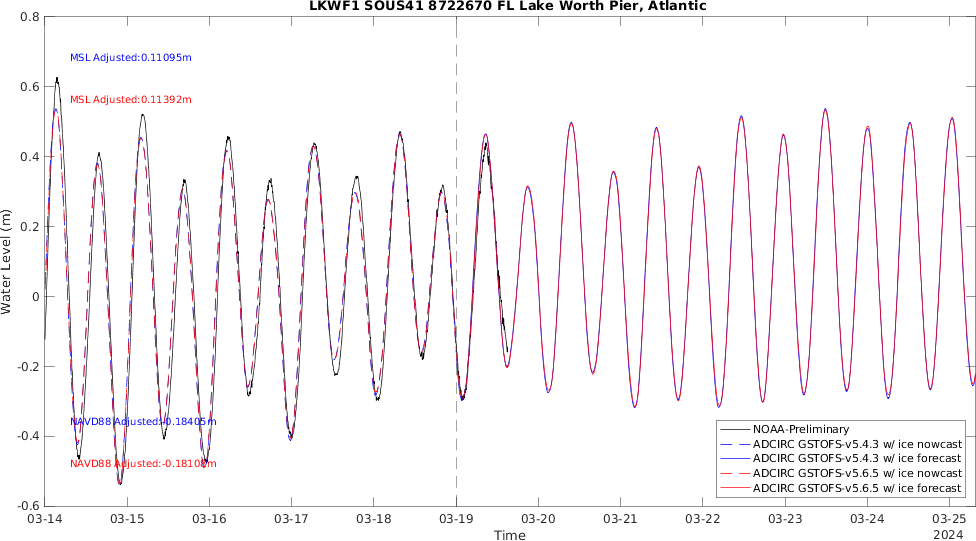 LKWF1 SOUS41 8722670 FL Lake Worth Pier, Atlantic
0.8
0.6
0.4
0.2
0
-0.2
-0.4
-0.6
Water Level (m)
MSL Adjusted:0.11095m
MSL Adjusted:0.11392m
NAVD88 Adjusted:-0.18405m
NAVD88 Adjusted:-0.18108m
NOAA-Preliminary
ADCIRC GSTOFS-v5.4.3 w/ ice nowcast
ADCIRC GSTOFS-v5.4.3 w/ ice forecast
ADCIRC GSTOFS-v5.6.5 w/ ice nowcast
ADCIRC GSTOFS-v5.6.5 w/ ice forecast
03-14 03-15 03-16 03-17 03-18 03-19 03-20 03-21 03-22 03-23 03-24 03-25
2024
Time